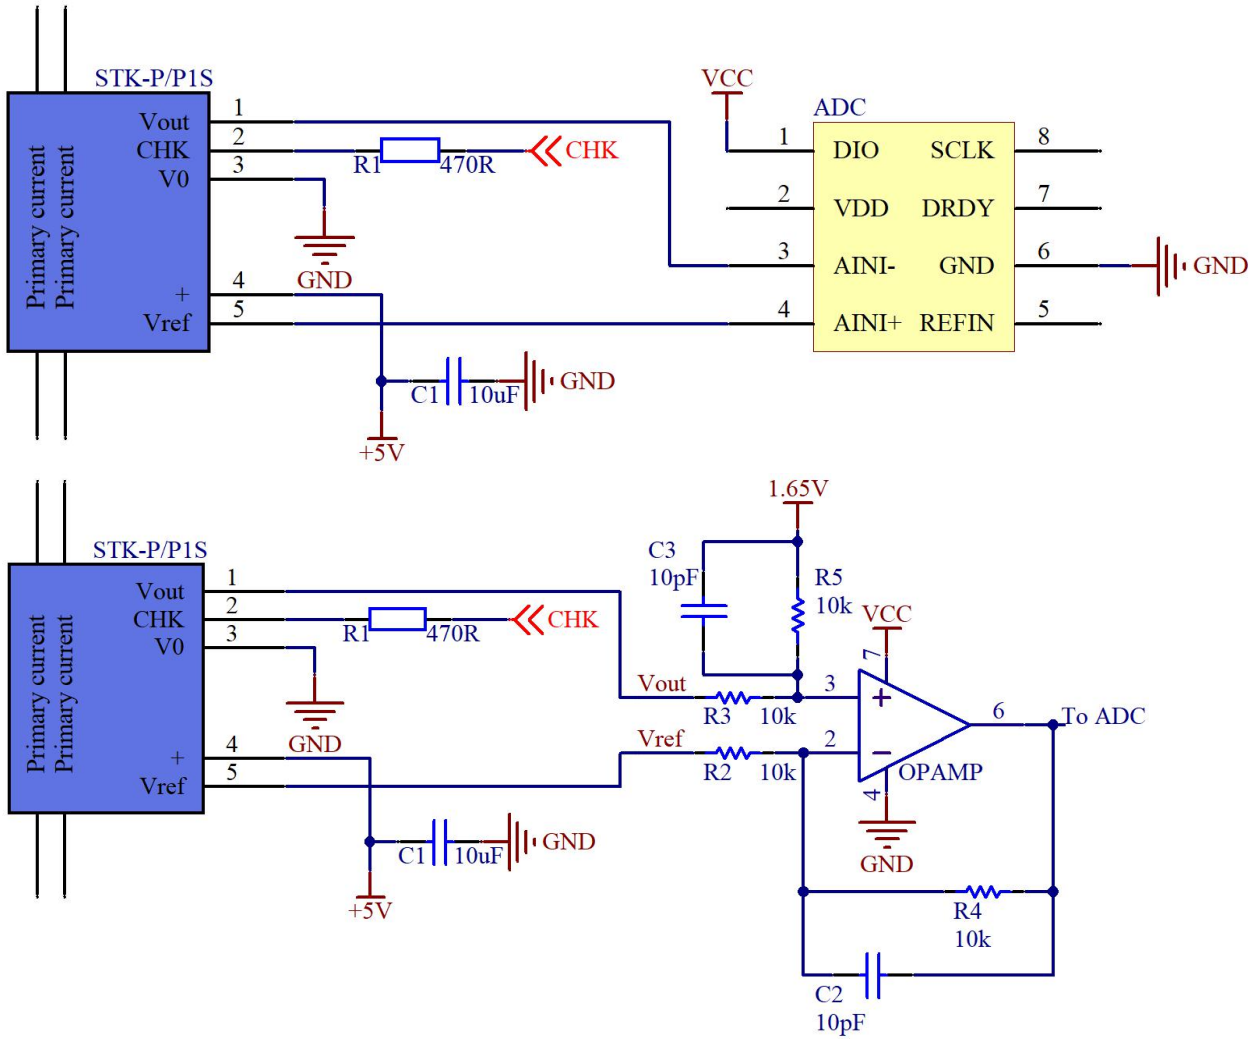 STK-P/P1S
Primary current
Primary current
Vout
CHK
V0
+
Vref
1
2
3
4
5
R1
470R
CHK
GND
C1
10uF
GND
+5V
VCC
ADC
1
2
3
4
DIO
VDD
AINI-
AINI+
SCLK
DRDY
GND
REFIN
8
7
6
5
GND
STK-P/P1S
Primary current
Primary current
Vout
CHK
V0
+
Vref
1
2
3
4
5
R1
470R
CHK
GND
C1
10uF
GND
+5V
1.65V
C3
10pF
R5
10k
VCC
7
Vout
R3
10k
3
+
Vref
R2
10k
2
−
6
To ADC
OPAMP
4
GND
R4
10k
C2
10pF